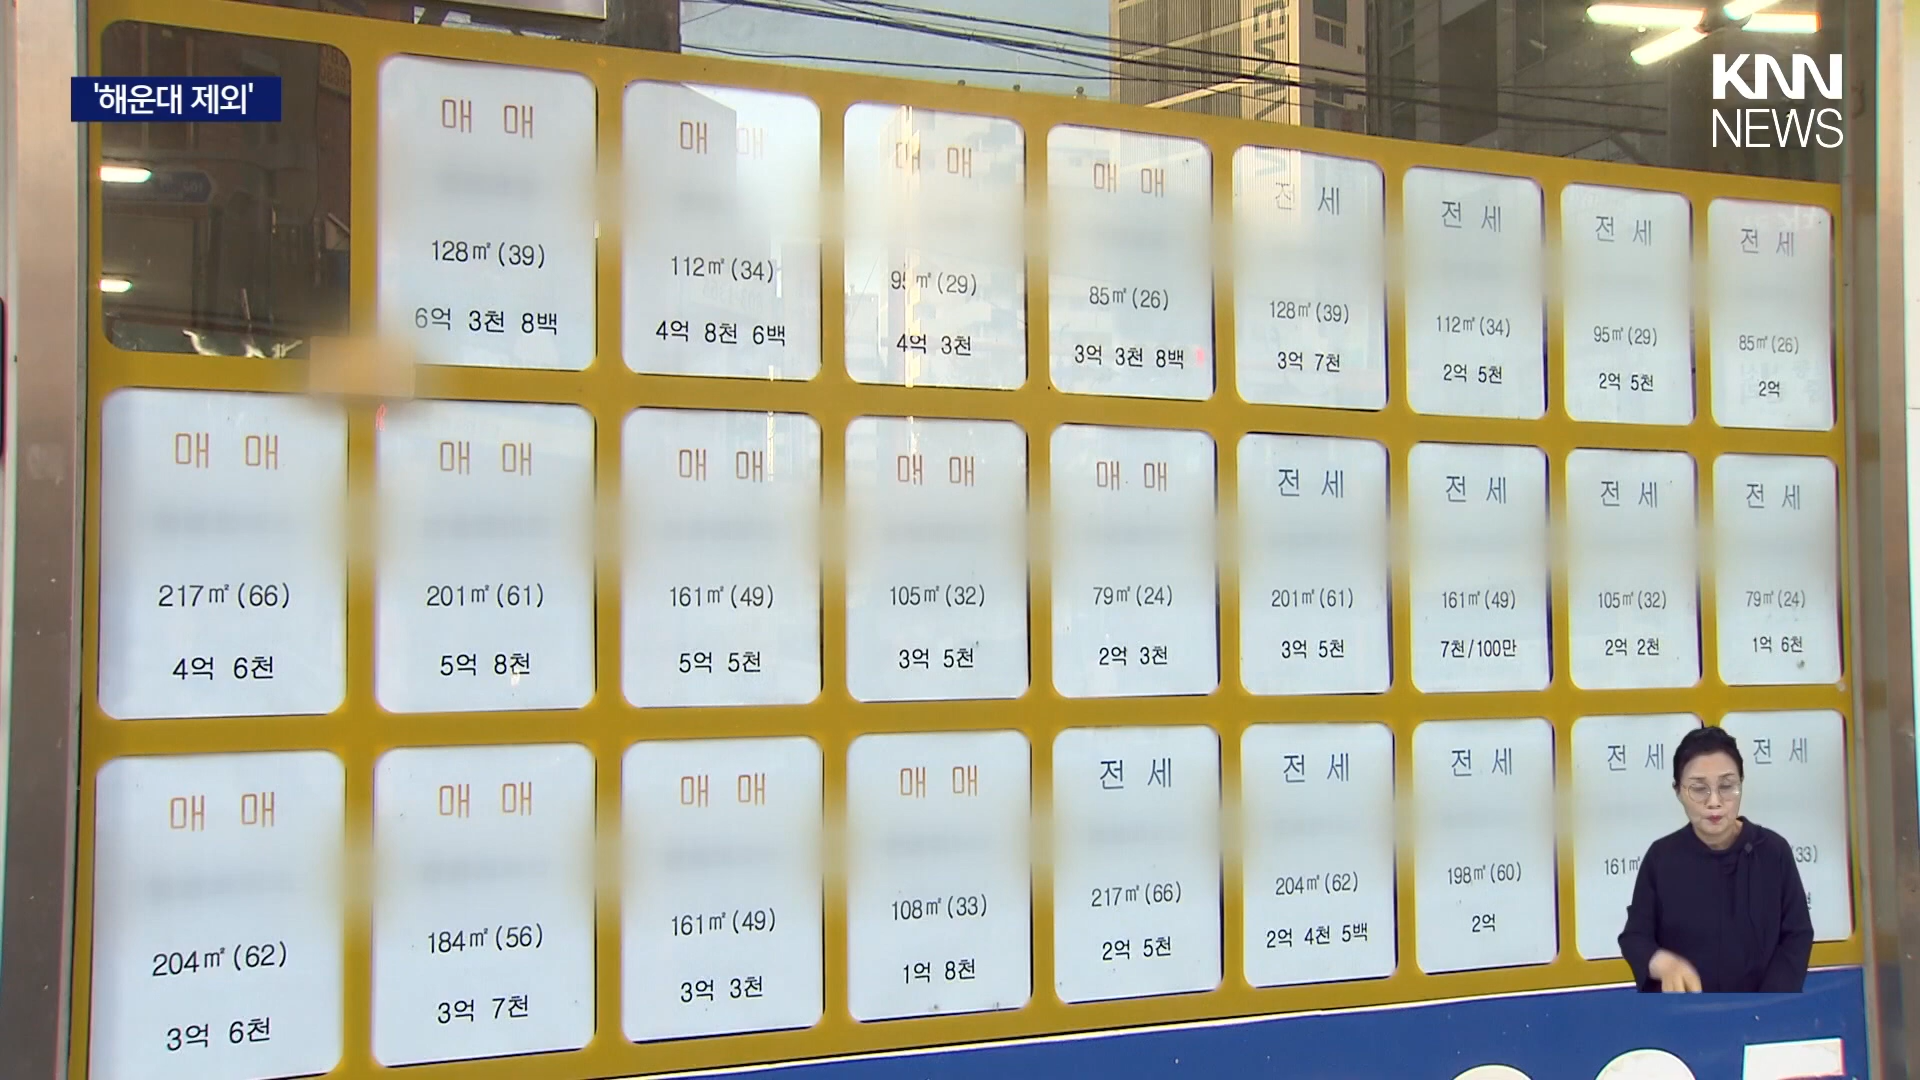 '해운대 제외'
KNN
NEWS
매 매
128㎡(39)
6억 3천 8백
매 매
112㎡(34)
4억 8천 6백
매 매
95㎡(29)
4억 3천
매 매
85㎡(26)
3억 3천 8백
전 세
128㎡(39)
3억 7천
전 세
112㎡(34)
2억 5천
전 세
95㎡(29)
2억 5천
전 세
85㎡(26)
2억
매 매
217㎡(66)
4억 6천
매 매
201㎡(61)
5억 8천
매 매
161㎡(49)
5억 5천
매 매
105㎡(32)
3억 5천
매 매
79㎡(24)
2억 3천
전 세
201㎡(61)
3억 5천
전 세
161㎡(49)
7천/100만
전 세
105㎡(32)
2억 2천
전 세
79㎡(24)
1억 6천
매 매
204㎡(62)
3억 6천
매 매
184㎡(56)
3억 7천
매 매
161㎡(49)
3억 3천
매 매
108㎡(33)
1억 8천
전 세
217㎡(66)
2억 5천
전 세
204㎡(62)
2억 4천 5백
전 세
198㎡(60)
2억
전 세
161㎡
전 세
33)